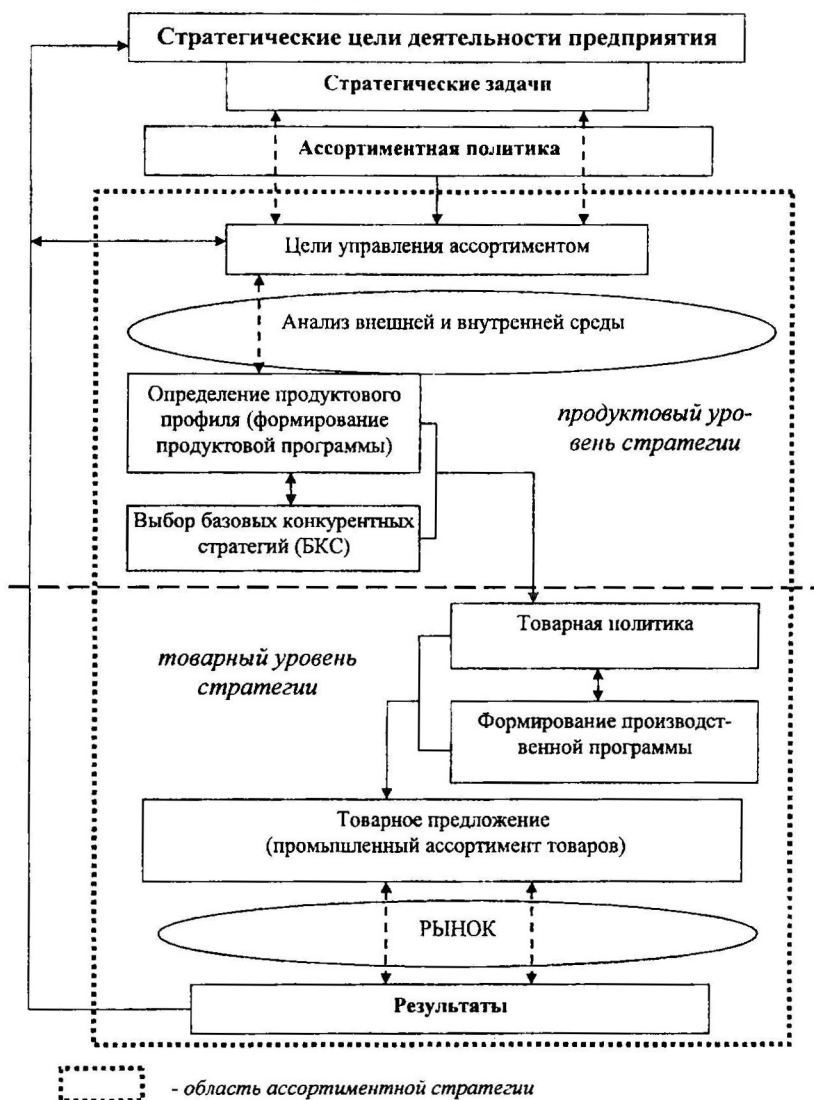 Стратегические цели деятельности предприятия
Стратегические задачи
Ассортиментная политика
Цели управления ассортиментом
Анализ внешней и внутренней среды
Определение продуктового
профиля (формирование
продуктовой программы)
продуктовый уро-
вень стратегии
Выбор базовых конкурентных
стратегий (БКС)
Товарная политика
товарный уровень
стратегии
Формирование производст-
венной программы
Товарное предложение
(промышленный ассортимент товаров)
РЫНОК
Результаты
- область ассортиментной стратегии